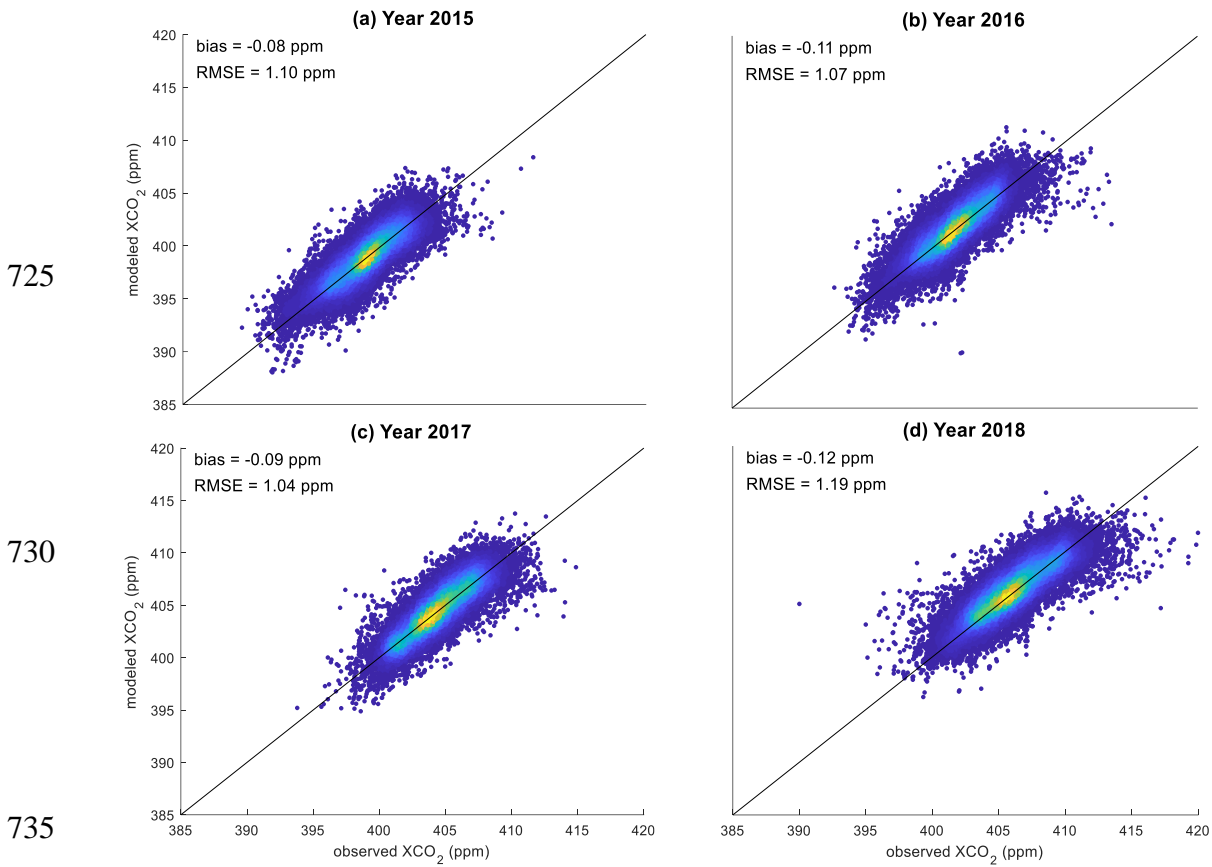 (a) Year 2015
bias = -0.08 ppm
RMSE = 1.10 ppm
420
415
410
405
400
395
390
385
modeled XCO2 (ppm)
(b) Year 2016
bias = -0.11 ppm
RMSE = 1.07 ppm
725
(c) Year 2017
bias = -0.09 ppm
RMSE = 1.04 ppm
420
415
410
405
400
395
390
385
modeled XCO2 (ppm)
385 390 395 400 405 410 415 420
observed XCO2 (ppm)
(d) Year 2018
bias = -0.12 ppm
RMSE = 1.19 ppm
385 390 395 400 405 410 415 420
observed XCO2 (ppm)
730
735